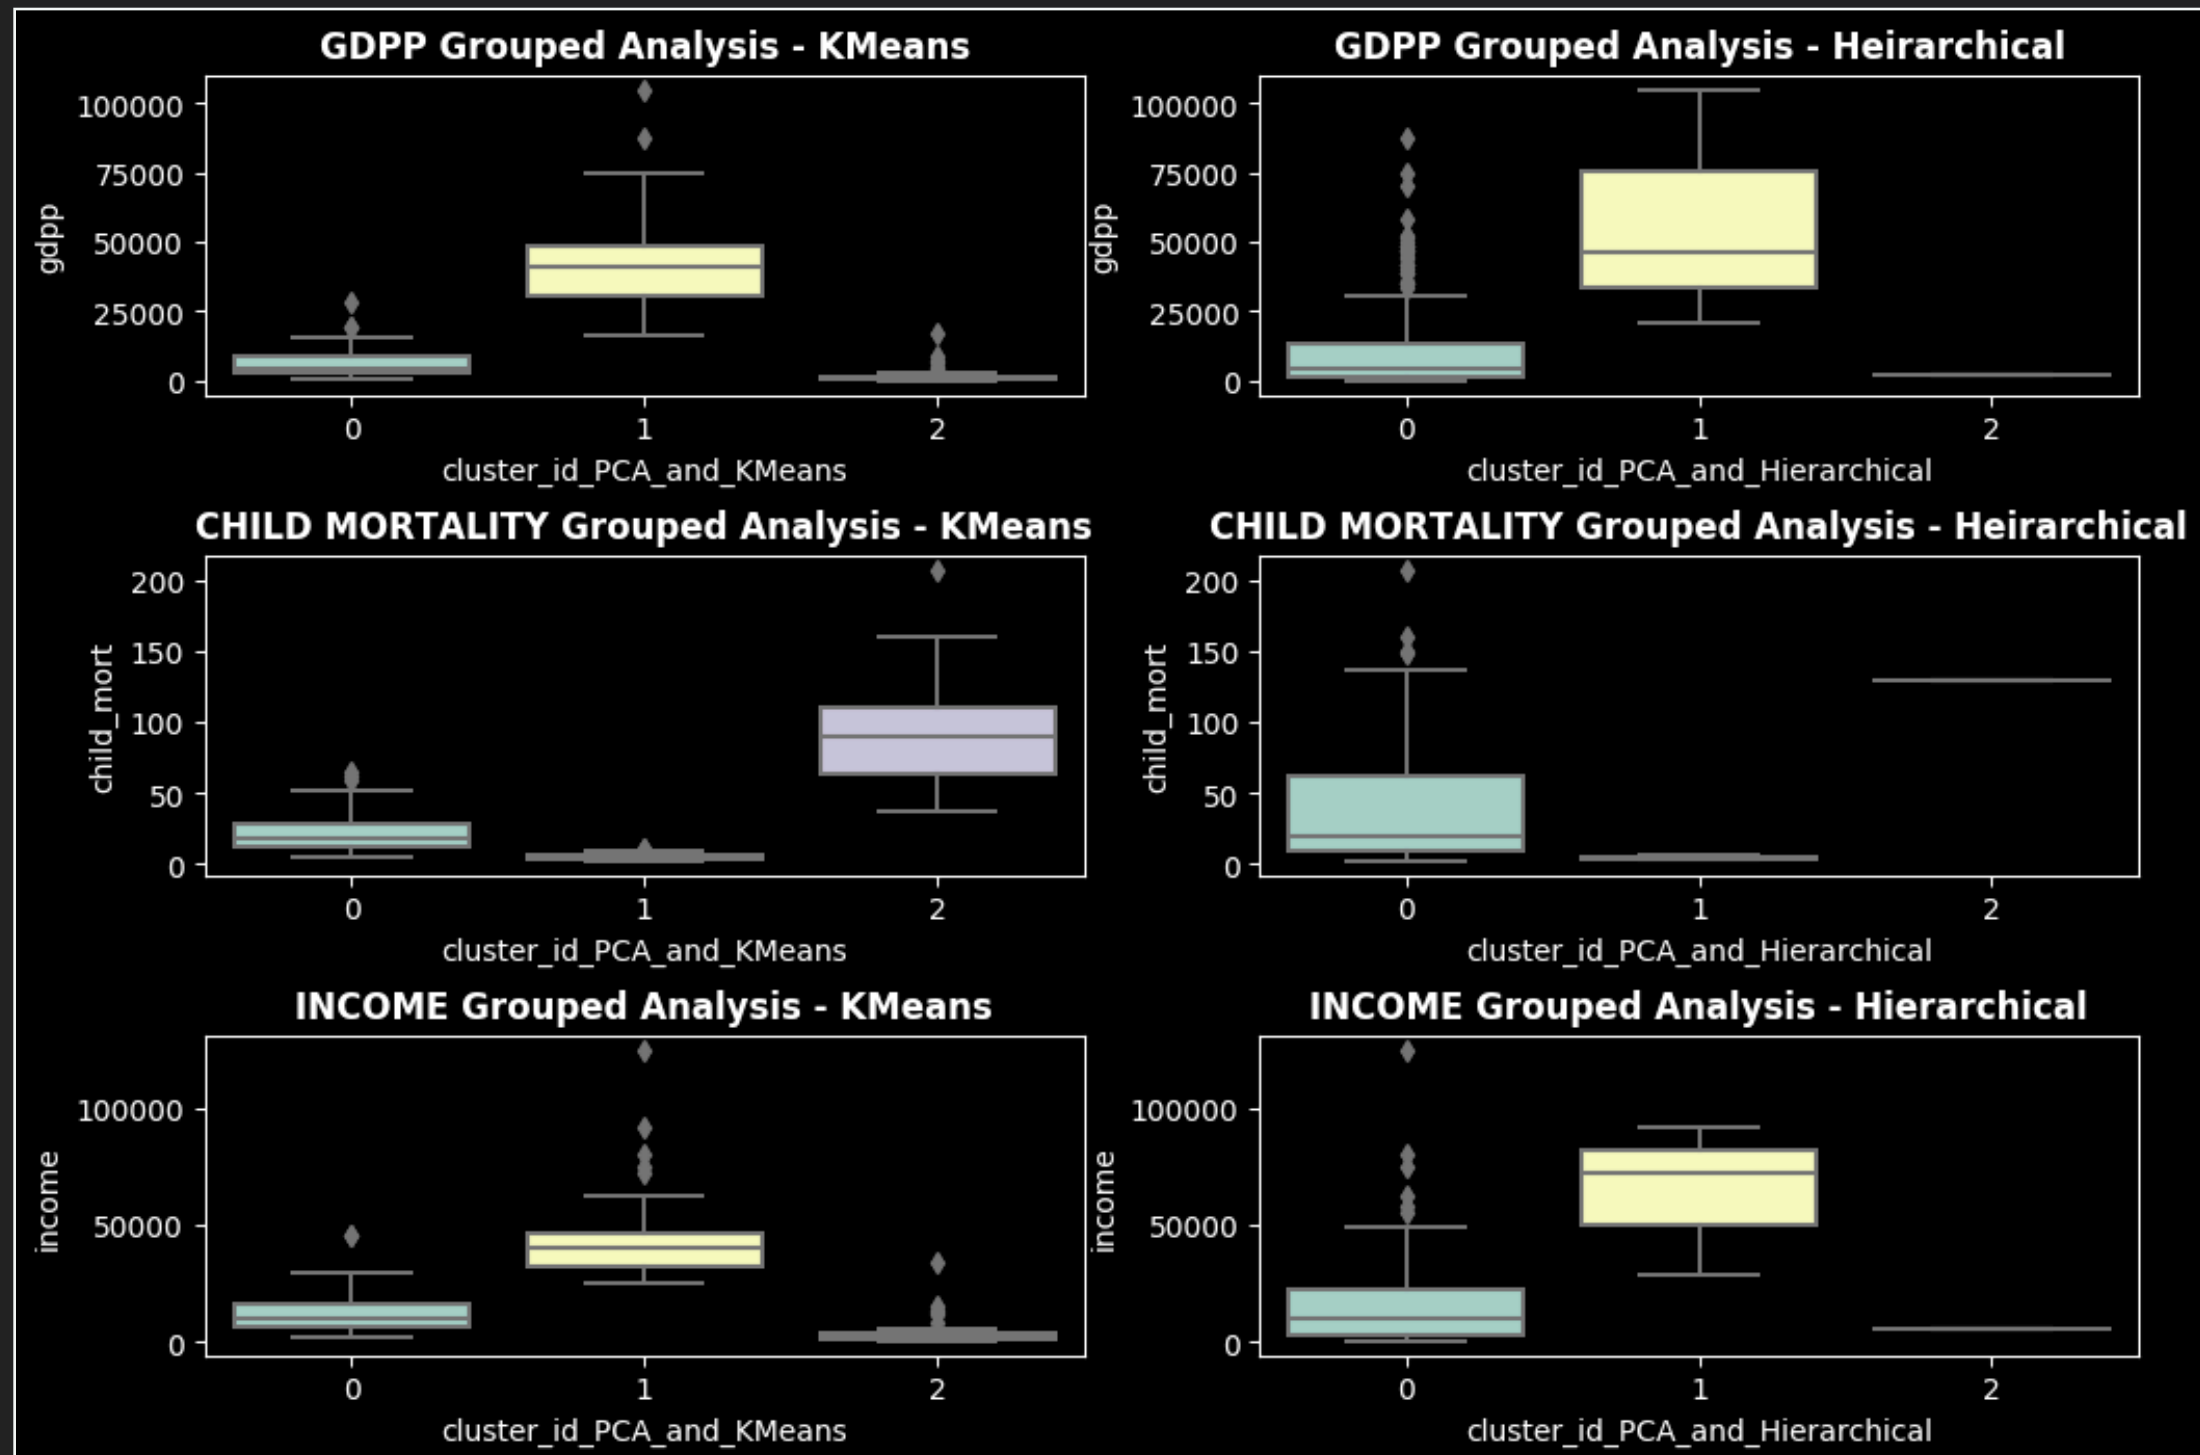 GDPP Grouped Analysis - KMeans
gdpp
100000
75000
50000
25000
0
0 1 2
cluster_id_PCA_and_KMeans
GDPP Grouped Analysis - Heirarchical
gdpp
100000
75000
50000
25000
0
0 1 2
cluster_id_PCA_and_Hierarchical
CHILD MORTALITY Grouped Analysis - KMeans
child_mort
200
150
100
50
0
0 1 2
cluster_id_PCA_and_KMeans
CHILD MORTALITY Grouped Analysis - Heirarchical
child_mort
200
150
100
50
0
0 1 2
cluster_id_PCA_and_Hierarchical
INCOME Grouped Analysis - KMeans
income
100000
50000
0
0 1 2
cluster_id_PCA_and_KMeans
INCOME Grouped Analysis - Hierarchical
income
100000
50000
0
0 1 2
cluster_id_PCA_and_Hierarchical